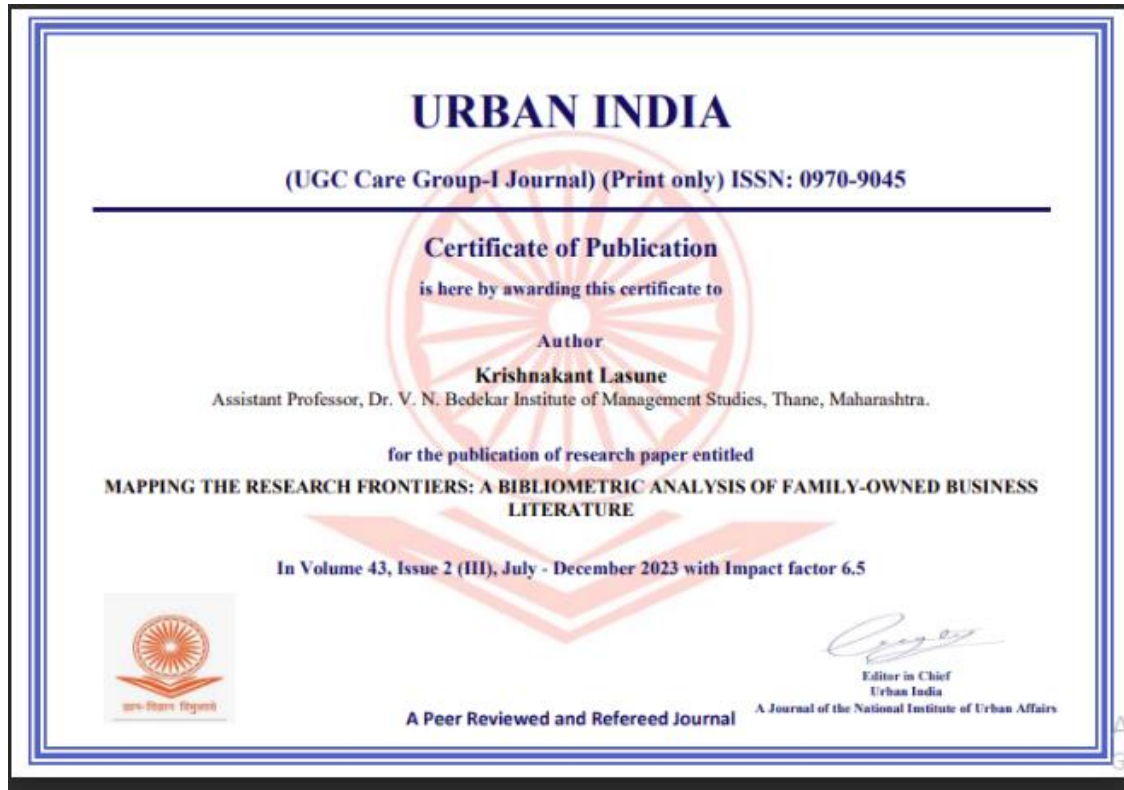 URBAN INDIA
(UGC Care Group-I Journal) (Print only) ISSN: 0970-9045
Certificate of Publication
is here by awarding this certificate to
Author
Krishnakant Lasune
Assistant Professor, Dr. V. N. Bedekar Institute of Management Studies, Thane, Maharashtra.
for the publication of research paper entitled
MAPPING THE RESEARCH FRONTIERS: A BIBLIOMETRIC ANALYSIS OF FAMILY-OWNED BUSINESS
LITERATURE
In Volume 43, Issue 2 (III), July - December 2023 with Impact factor 6.5
ज्ञान-विज्ञान विमुक्तये
Editor in Chief
Urban India
A Journal of the National Institute of Urban Affairs
A Peer Reviewed and Refereed Journal